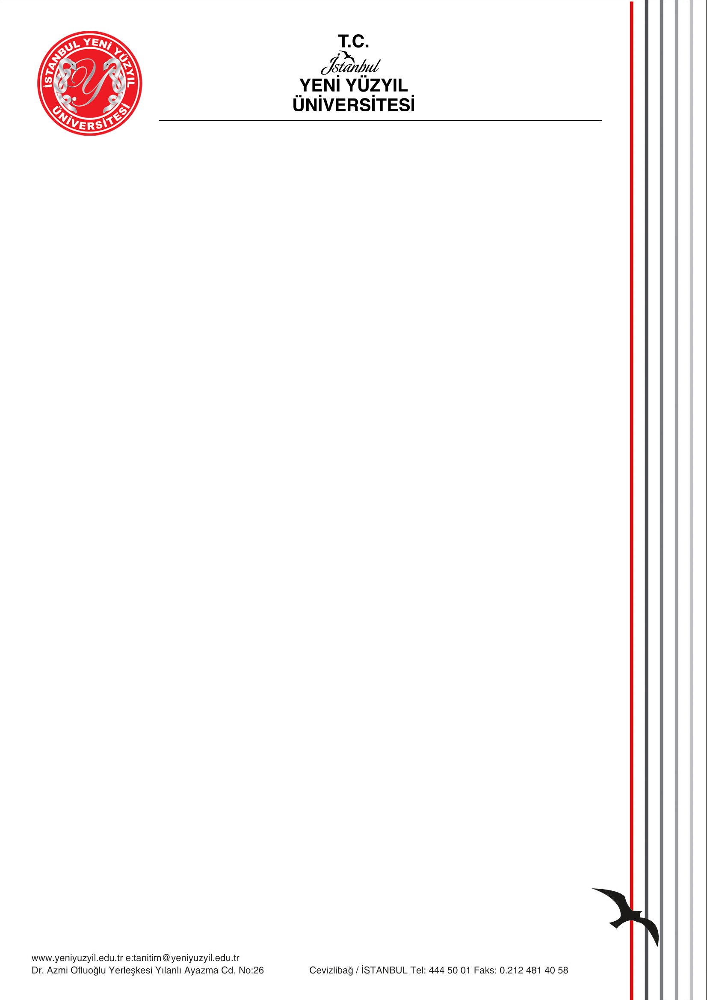 İSTANBUL YENİ YÜZYIL
ÜNİVERSİTESİ
Y
T.C.
İstanbul
YENİ YÜZYIL
ÜNİVERSİTESİ
www.yeniyuzyil.edu.tr e:tanitim@yeniyuzyil.edu.tr
Dr. Azmi Ofluoğlu Yerleşkesi Yılanlı Ayazma Cd. No:26 Cevizlibağ / İSTANBUL Tel: 444 50 01 Faks: 0.212 481 40 58